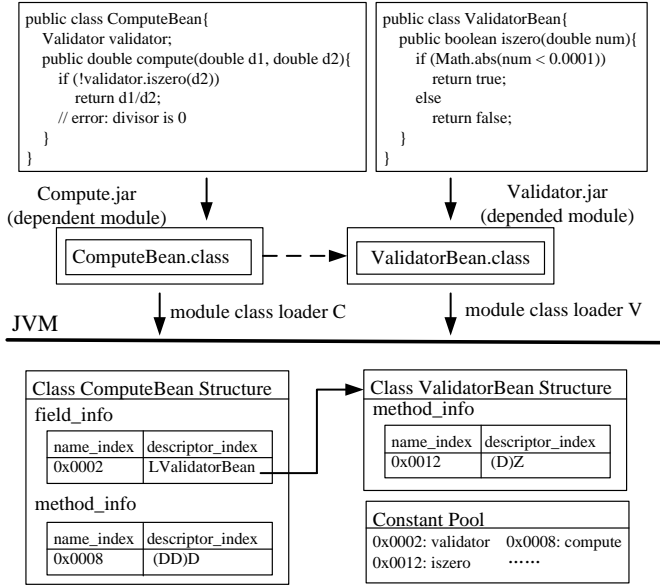 public class ComputeBean{
Validator validator;
public double compute(double d1, double d2){
if (!validator.iszero(d2))
return d1/d2;
// error: divisor is 0
}
}
public class ValidatorBean{
public boolean iszero(double num){
if (Math.abs(num < 0.0001))
return true;
else
return false;
}
}
Compute.jar
(dependent module)
Validator.jar
(depended module)
ComputeBean.class
ValidatorBean.class
module class loader C
module class loader V
JVM
Class ComputeBean Structure
field_info
name_index descriptor_index
0x0002 LValidatorBean
method_info
name_index descriptor_index
0x0008 (DD)D
Class ValidatorBean Structure
method_info
name_index descriptor_index
0x0012 (D)Z
Constant Pool
0x0002: validator 0x0008: compute
0x0012: iszero ……